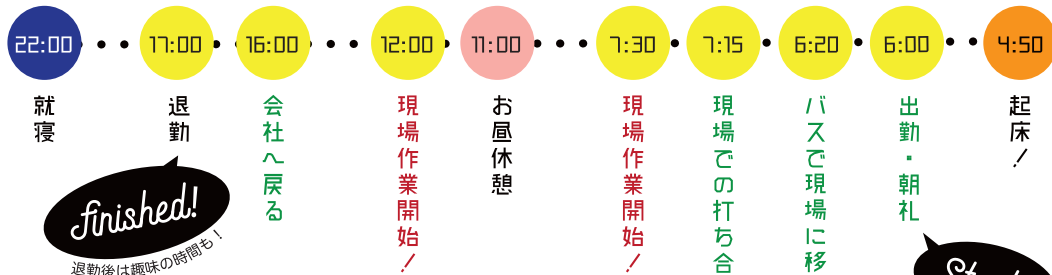 4:50
起床！
6:00
出勤・朝礼
6:20
バスで現場に移
7:15
現場での打ち合
7:30
現場作業開始！
11:00
お昼休憩
12:00
現場作業開始！
16:00
会社へ戻る
17:00
退勤
finished!
退勤後は趣味の時間も！
22:00
就寝